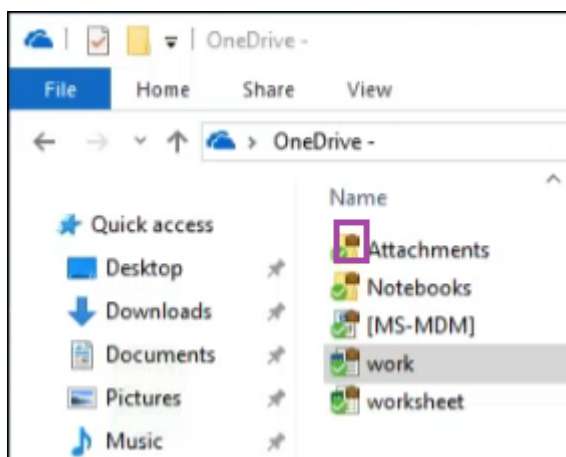 OneDrive -
File Home Share View
OneDrive -
Name
Quick access
Desktop
Downloads
Documents
Pictures
Music
Attachments
Notebooks
[MS-MDM]
work
worksheet